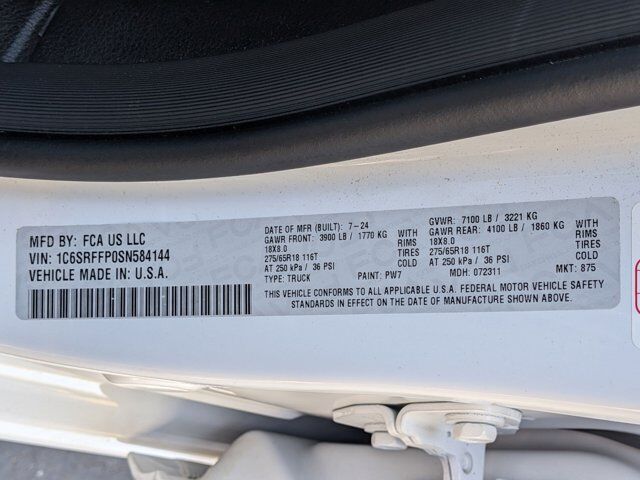 MFD BY: FCA US LLC
VIN: 1C6SRFFP0SN584144
VEHICLE MADE IN U.S.A.
DATE OF MFR (BUILT): 7-24
GAWR FRONT: 3900 LB / 1770 KG WITH
18X8.0 RIMS
275/65R18 116T TIRES
AT 250 kPa / 36 PSI COLD
TYPE: TRUCK PAINT: PW7
GVWR: 7100 LB / 3221 KG
GAWR REAR: 4100 LB / 1860 KG WITH
18X8.0 RIMS
275/65R18 116T TIRES
AT 250 kPa / 36 PSI COLD
MDH: 072311 MKT: 875
THIS VEHICLE CONFORMS TO ALL APPLICABLE U.S.A. FEDERAL MOTOR VEHICLE SAFETY
STANDARDS IN EFFECT ON THE DATE OF MANUFACTURE SHOWN ABOVE.